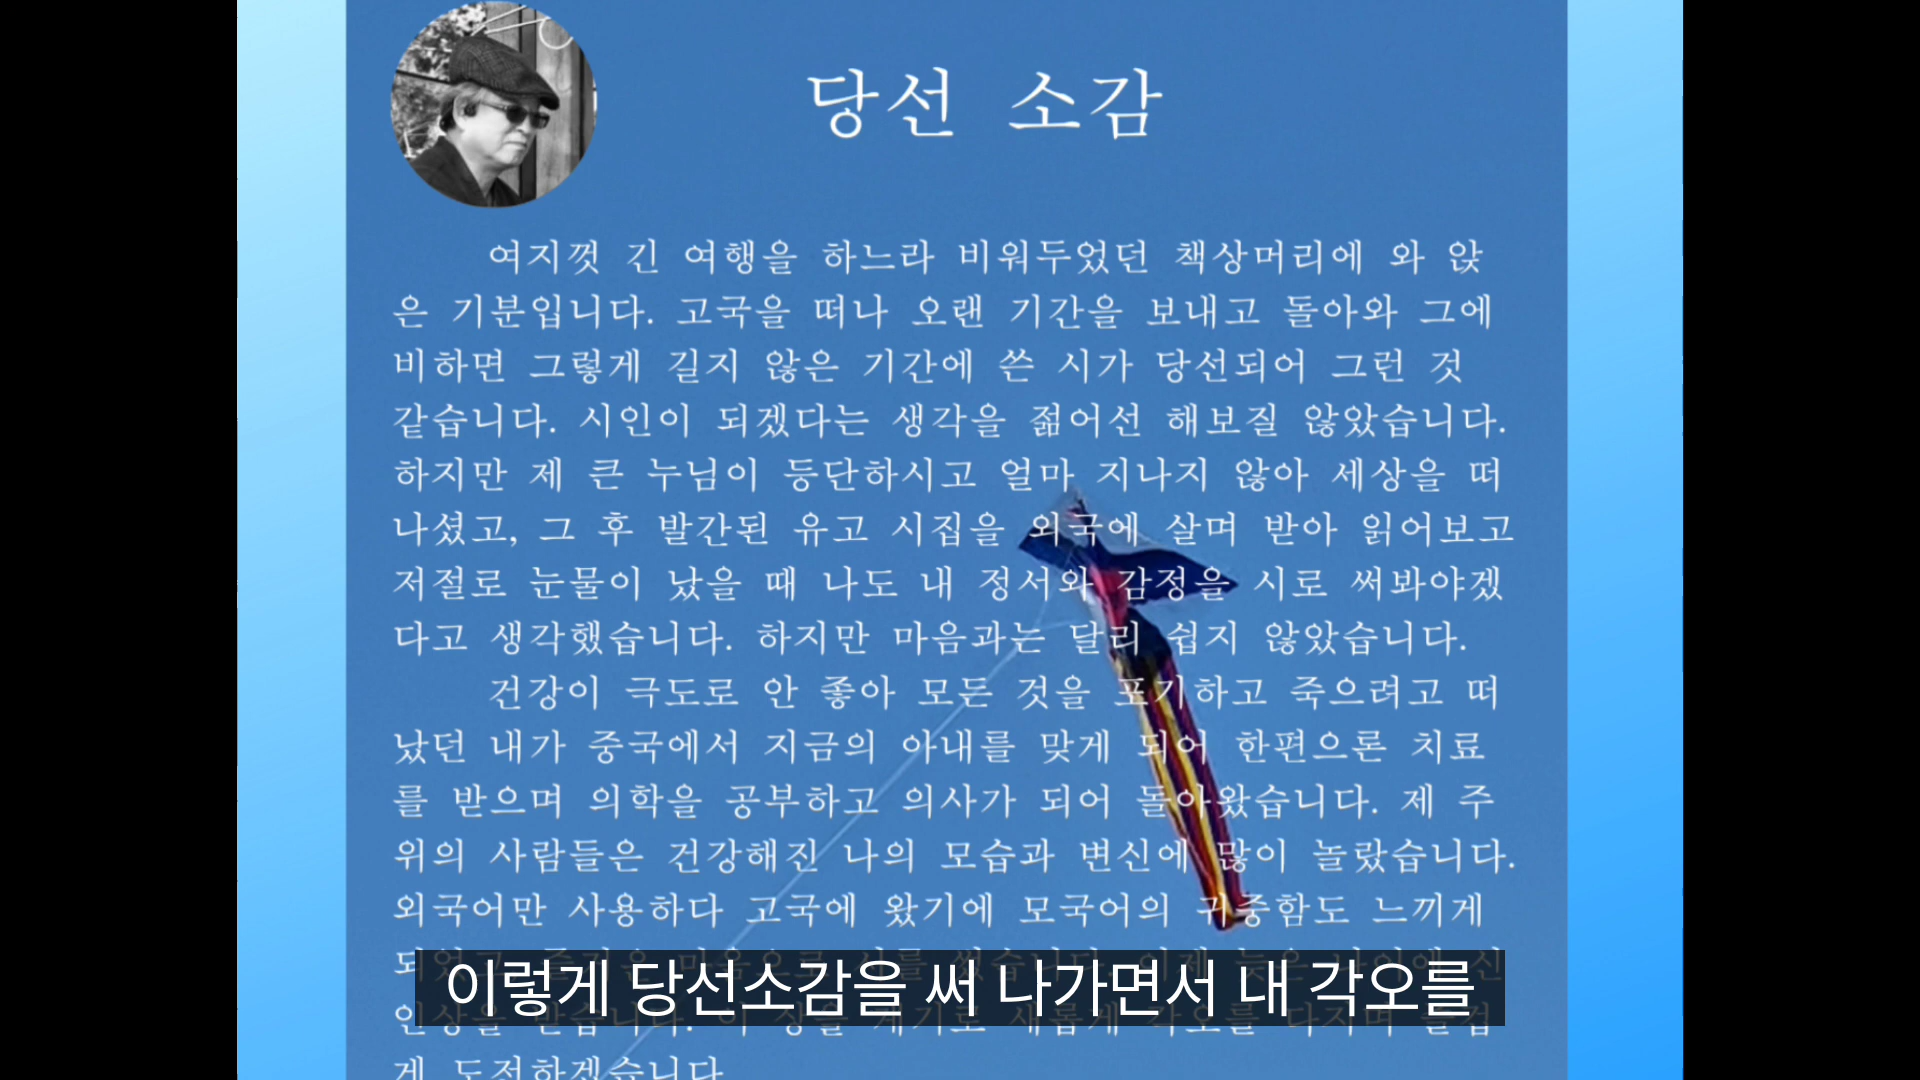 당선 소감
여지껏 긴 여행을 하느라 비워두었던 책상머리에 와 앉
은 기분입니다. 고국을 떠나 오랜 기간을 보내고 돌아와 그에
비하면 그렇게 길지 않은 기간에 쓴 시가 당선되어 그런 것
같습니다. 시인이 되겠다는 생각을 젊어선 해보질 않았습니다.
하지만 제 큰 누님이 등단하시고 얼마 지나지 않아 세상을 떠
나셨고, 그 후 발간된 유고 시집을 외국에 살며 받아 읽어보고
저절로 눈물이 났을 때 나도 내 정서와 감정을 시로 써봐야겠
다고 생각했습니다. 하지만 마음과는 달리 쉽지 않았습니다.
건강이 극도로 안 좋아 모든 것을 포기하고 죽으려고 떠
났던 내가 중국에서 지금의 아내를 맞게 되어 한편으론 치료
를 받으며 의학을 공부하고 의사가 되어 돌아왔습니다. 제 주
위의 사람들은 건강해진 나의 모습과 변신에 많이 놀랐습니다.
외국어만 사용하다 고국에 왔기에 모국어의 귀중함도 느끼게
이렇게 당선소감을 써 나가면서 내 각오를
게 도전하겠습니다